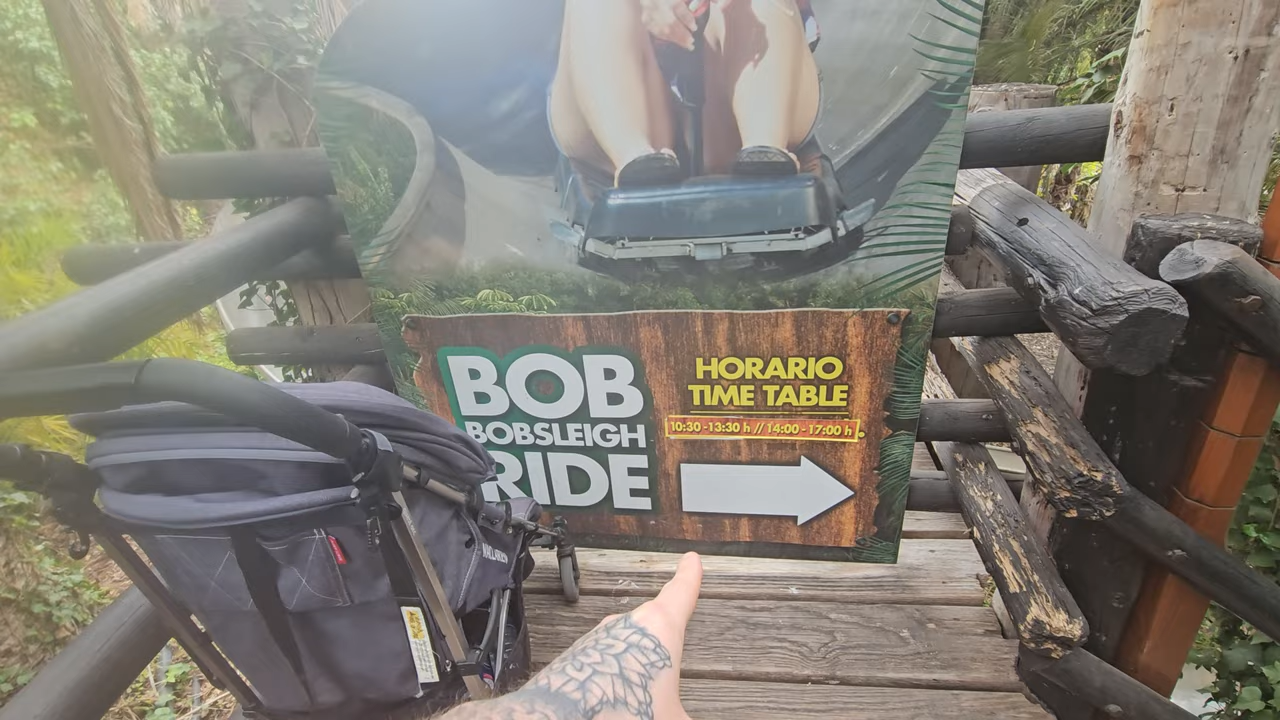 BOB
BOBSLEIGH
RIDE
HORARIO
TIME TABLE
10:30 -13:30 h // 14:00 - 17:00 h .